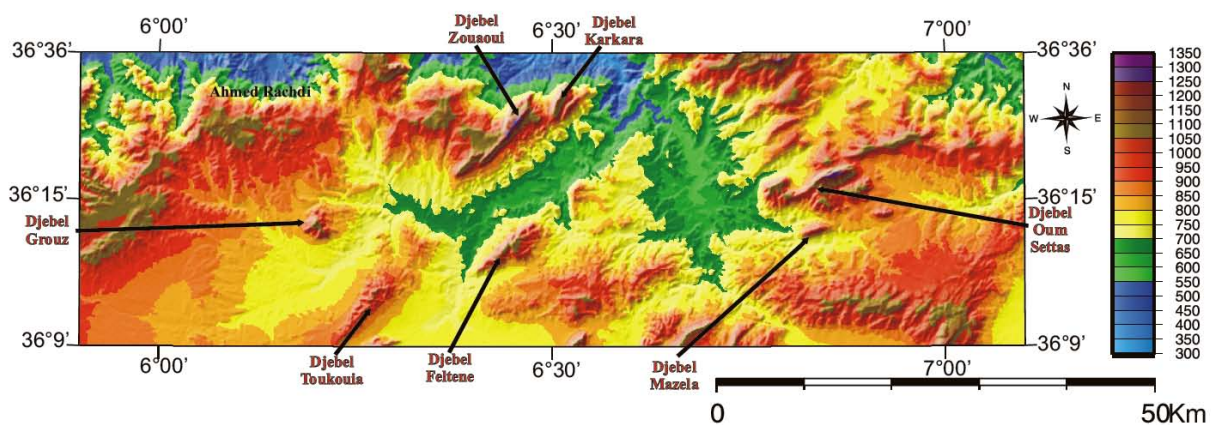 Djebel
Zouaoui
Djebel
Karkara
6°00’
6°30’
7°00’
36°36’
36°36’
Ahmed Rachdi
N
W
E
S
36°15’
36°15’
Djebel
Grouz
Djebel
Oum
Settas
36°9’
36°9’
6°00’
6°30’
7°00’
Djebel
Toukouia
Djebel
Feltene
Djebel
Mazela
1350
1300
1250
1200
1150
1100
1050
1000
950
900
850
800
750
700
650
600
550
500
450
400
350
300
0
50Km